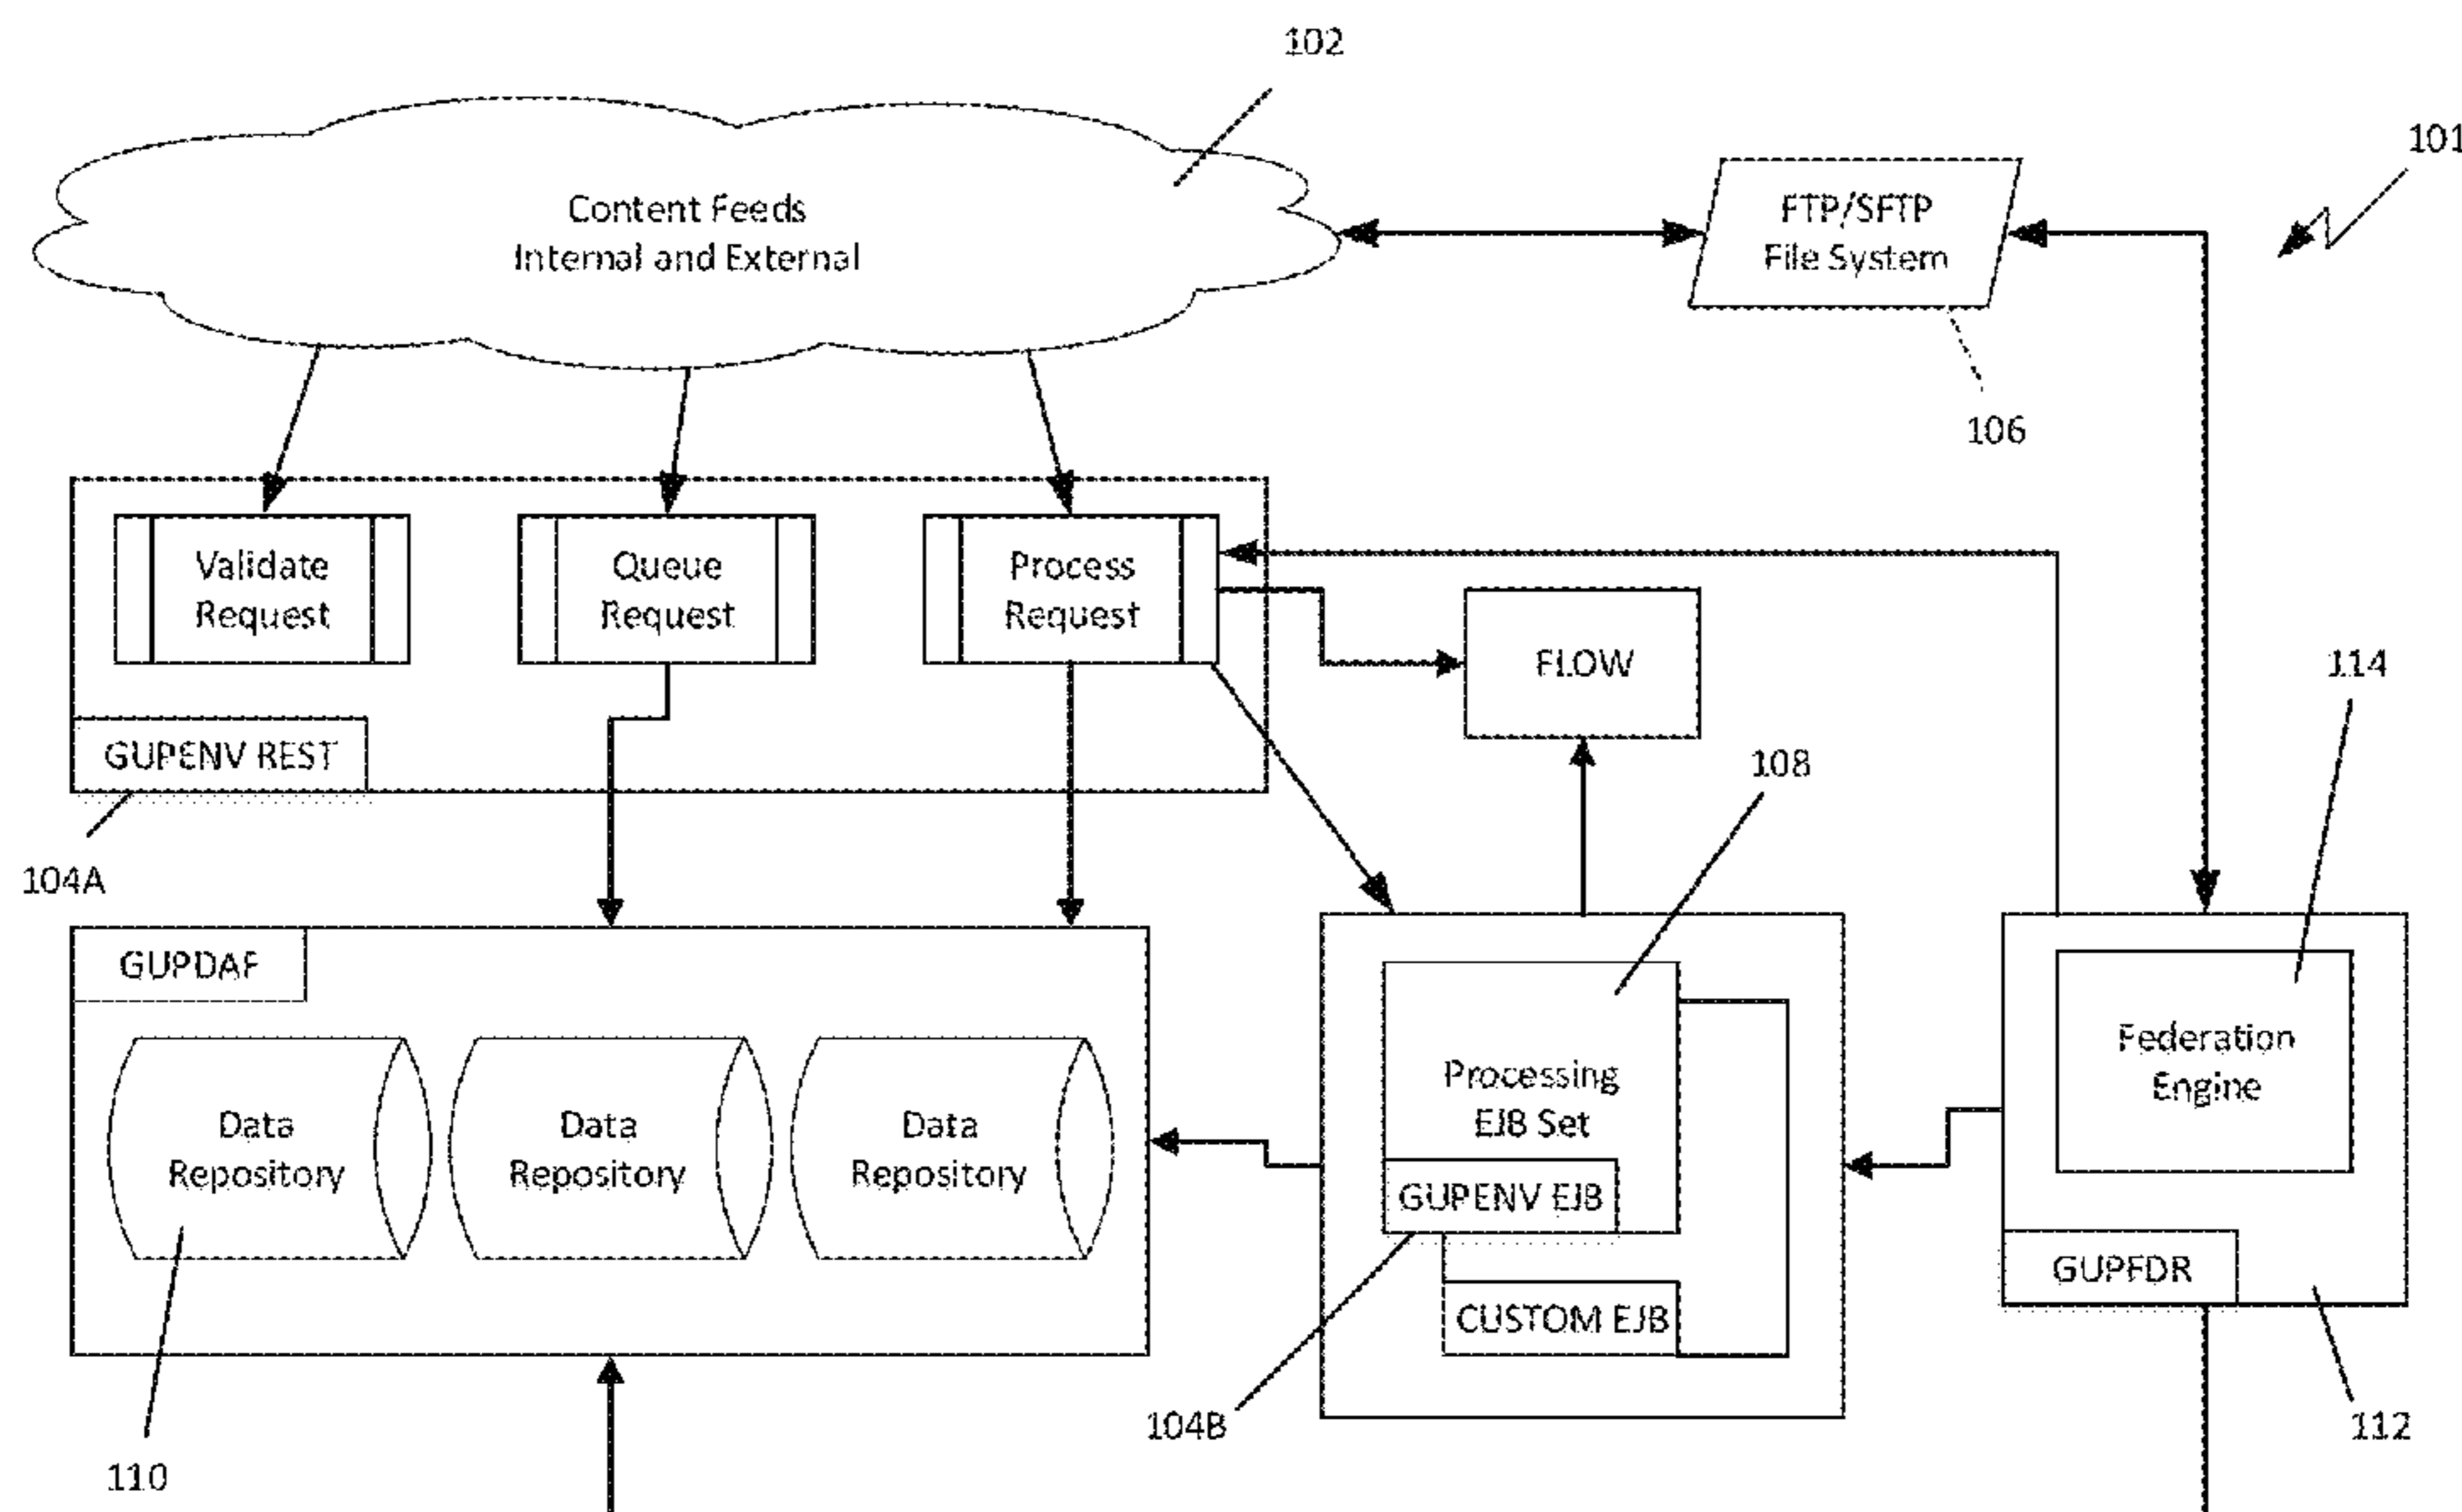 102
101
Content Feeds
Internal and External
FTP/SFTP
File System
106
Validate
Request
Queue
Request
Process
Request
FLOW
114
GUPENV REST
108
104A
GUPDAF
Data
Repository
Data
Repository
Data
Repository
Processing
EJB Set
GUPENV EJB
CUSTOM EJB
Federation
Engine
GUPFDR
104B
112
110